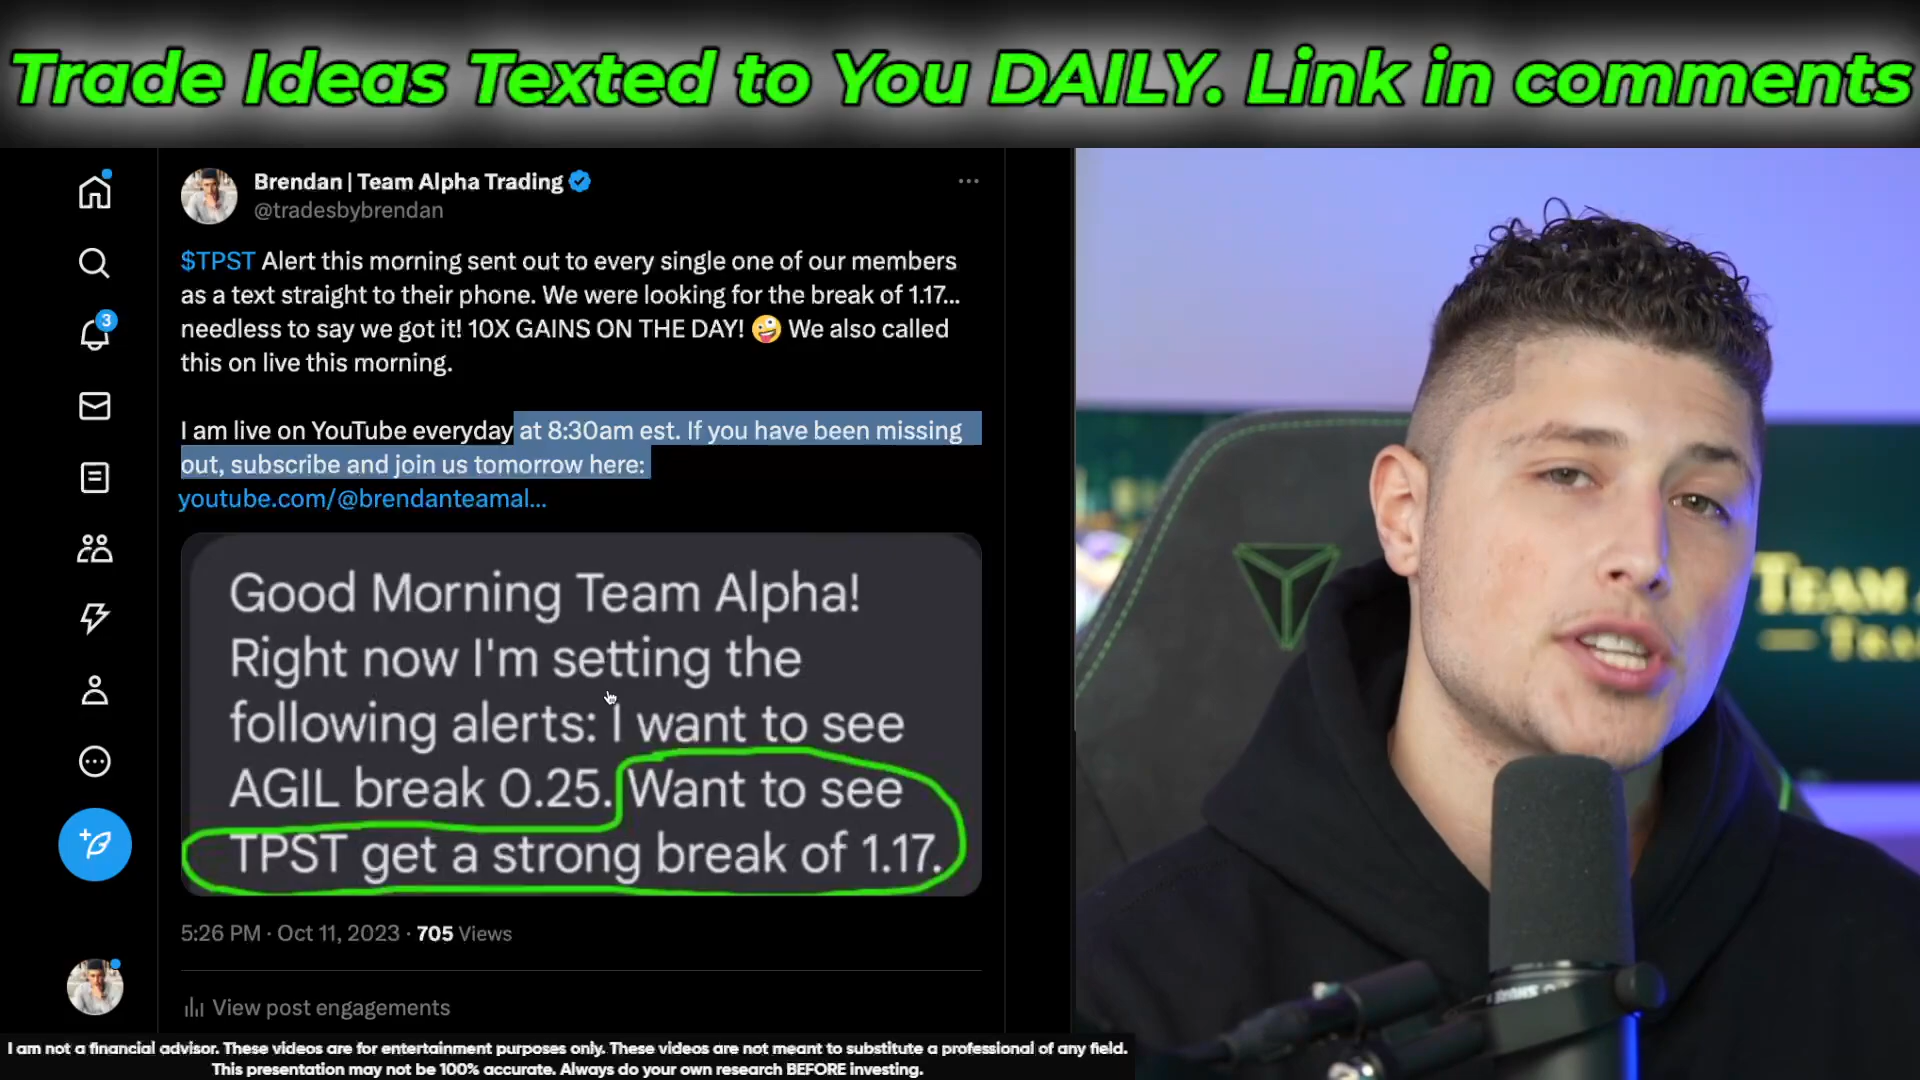 Trade Ideas Texted to You DAILY. Link in comments
Brendan | Team Alpha Trading
@tradesbybrendan
$TPST Alert this morning sent out to every single one of our members
as a text straight to their phone. We were looking for the break of 1.17...
needless to say we got it! 10X GAINS ON THE DAY! 🤪 We also called
this on live this morning.
I am live on YouTube everyday at 8:30am est. If you have been missing
out, subscribe and join us tomorrow here:
youtube.com/@brendanteamal...
3
Good Morning Team Alpha!
Right now I'm setting the
following alerts: I want to see
AGIL break 0.25. Want to see
TPST get a strong break of 1.17.
5:26 PM · Oct 11, 2023 · 705 Views
View post engagements
TEAM
I am not a financial advisor. These videos are for entertainment purposes only. These videos are not meant to substitute a professional of any field.
This presentation may not be 100% accurate. Always do your own research BEFORE investing.